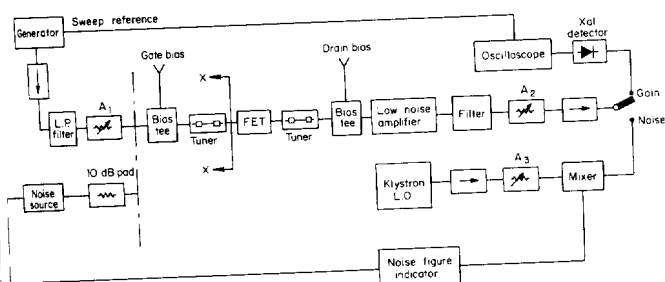 Sweep reference
Generator
Xal
detector
Oscilloscope
Gate bias
Drain bias
X
A1
A2
Gain
L.P.
filter
Bias
tee
Tuner
FET
Tuner
Bias
tee
Low noise
amplifier
Filter
Noise
X
A3
10 dB pad
Noise
source
Klystron
L.O
Mixer
Noise figure
indicator